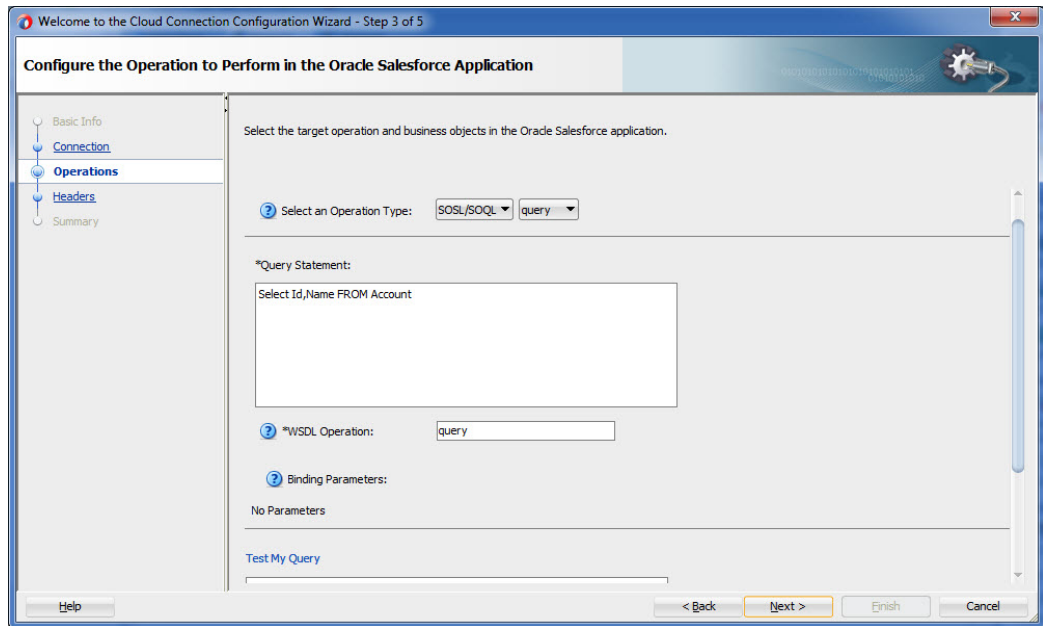 Welcome to the Cloud Connection Configuration Wizard - Step 3 of 5
Configure the Operation to Perform in the Oracle Salesforce Application
Basic Info
Connection
Operations
Headers
Summary
Select the target operation and business objects in the Oracle Salesforce application.
Select an Operation Type: SOSL/SOQL query
*Query Statement:
Select Id,Name FROM Account
*WSDL Operation: query
Binding Parameters:
No Parameters
Test My Query
Help < Back Next > Finish Cancel